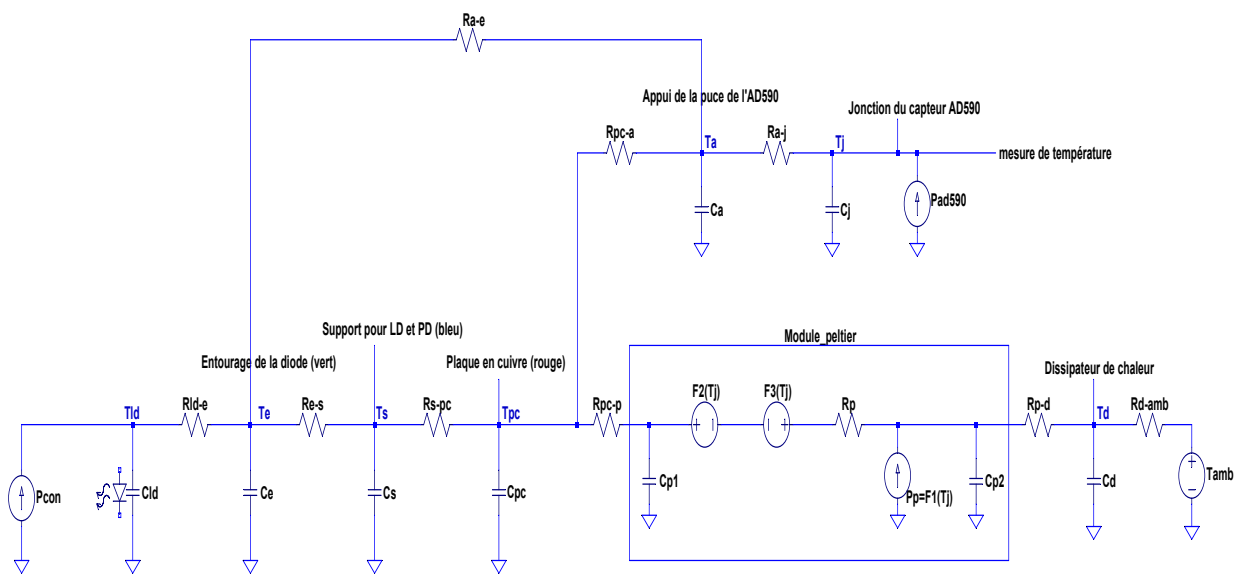 Ra-e
Appui de la puce de l'AD590
Jonction du capteur AD590
Rpc-a
Ta
Ra-j
Tj
mesure de température
Ca
Cj
Pad590
Support pour LD et PD (bleu)
Module_peltier
Entourage de la diode (vert)
Plaque en cuivre (rouge)
Dissipateur de chaleur
Tld
Rld-e
Te
Re-s
Ts
Rs-pc
Tpc
Rpc-p
F2(Tj)
F3(Tj)
Rp
Rp-d
Td
Rd-amb
Pcon
Cld
Ce
Cs
Cpc
Cp1
Pp=F1(Tj)
Cp2
Cd
Tamb